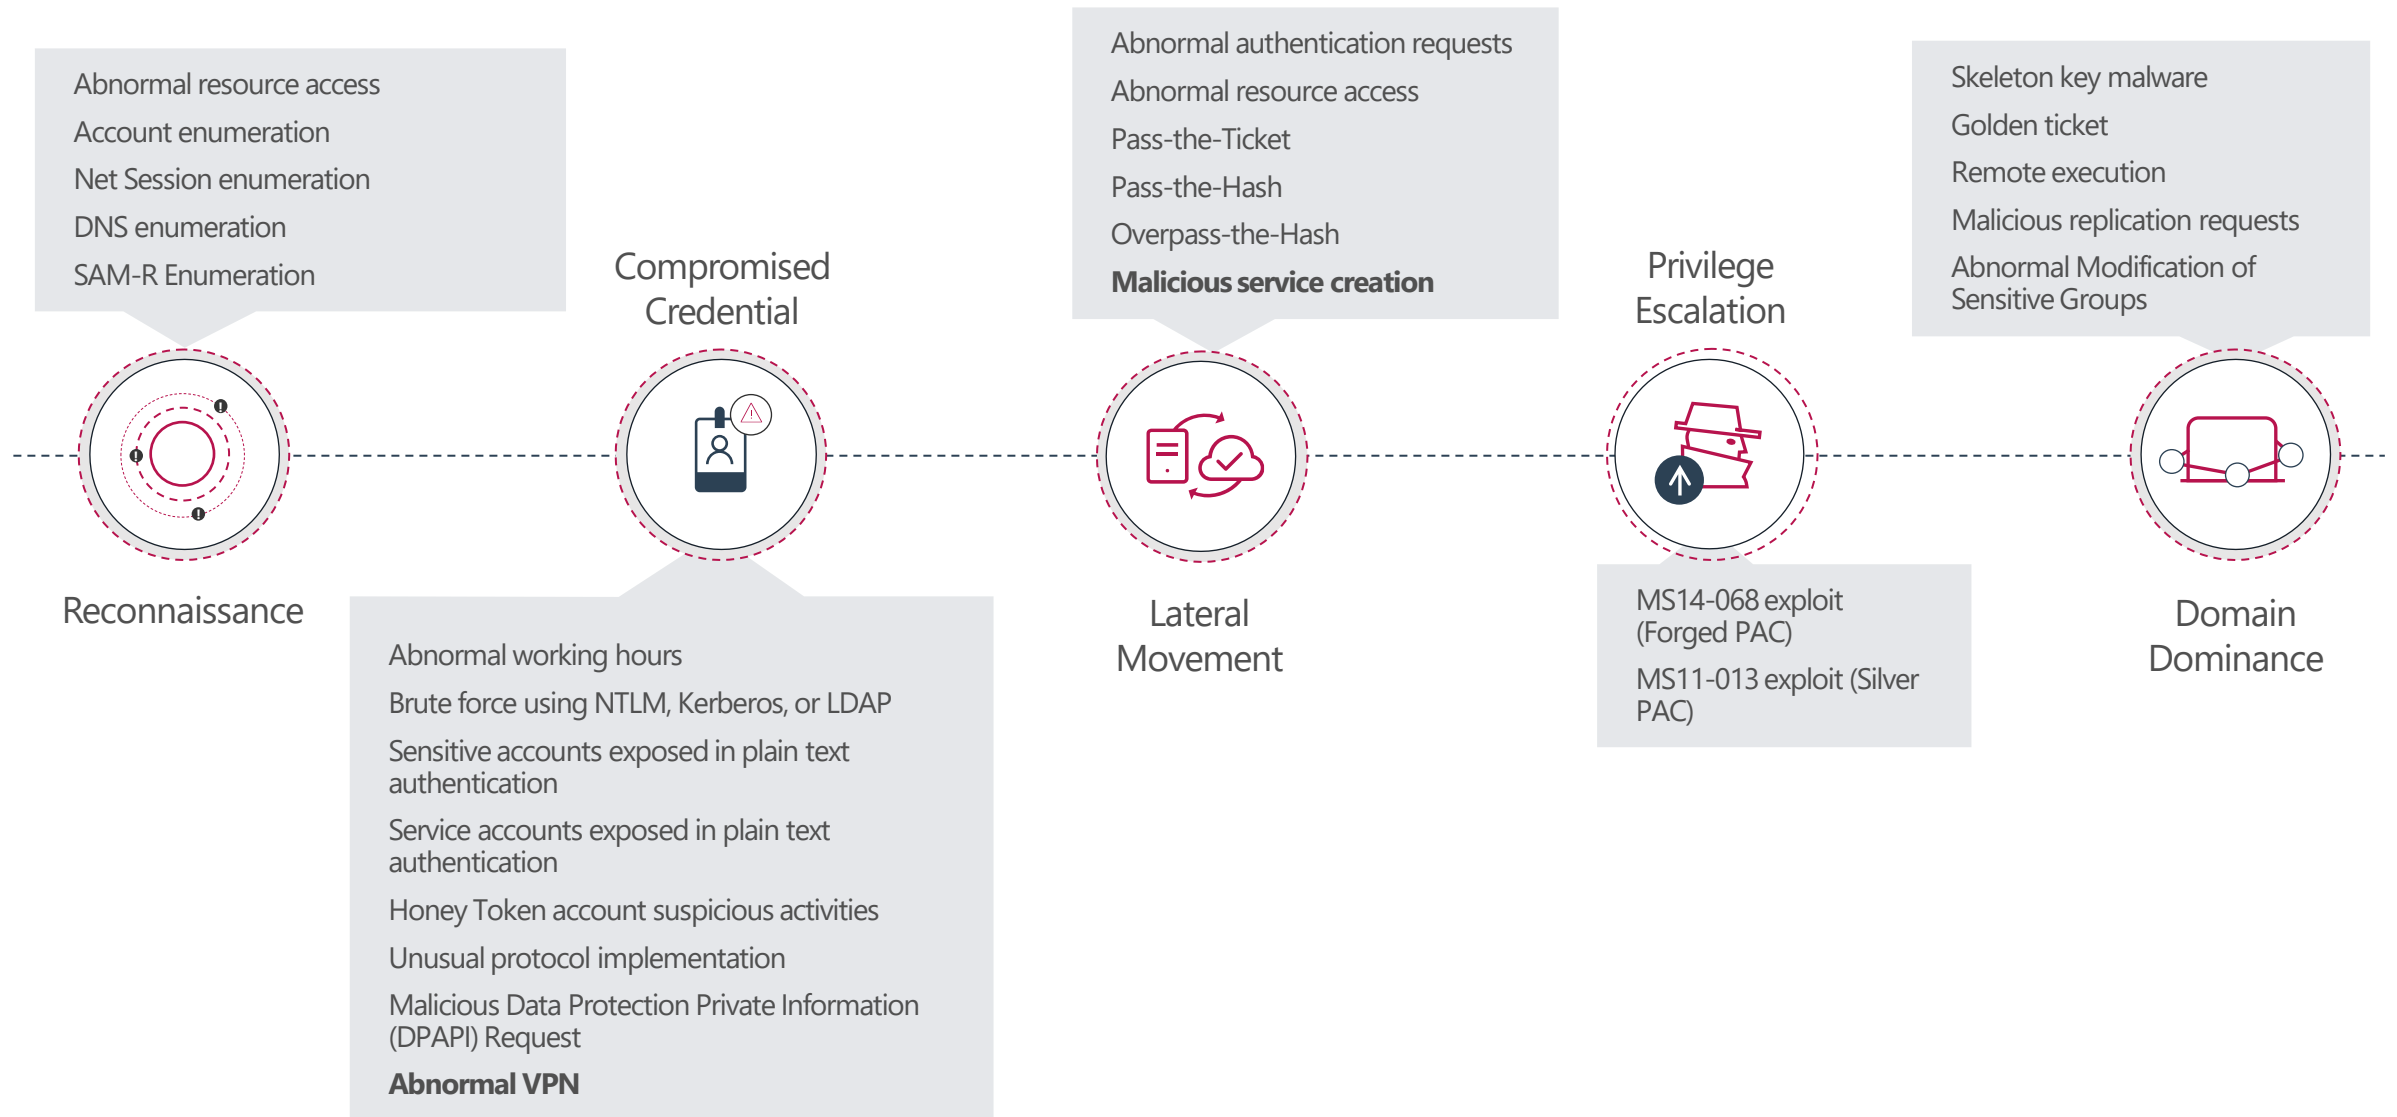 Abnormal resource access
Account enumeration
Net Session enumeration
DNS enumeration
SAM-R Enumeration
Reconnaissance
Compromised
Credential
Abnormal working hours
Brute force using NTLM, Kerberos, or LDAP
Sensitive accounts exposed in plain text
authentication
Service accounts exposed in plain text
authentication
Honey Token account suspicious activities
Unusual protocol implementation
Malicious Data Protection Private Information
(DPAPI) Request
Abnormal VPN
Abnormal authentication requests
Abnormal resource access
Pass-the-Ticket
Pass-the-Hash
Overpass-the-Hash
Malicious service creation
Lateral
Movement
Privilege
Escalation
MS14-068 exploit
(Forged PAC)
MS11-013 exploit (Silver
PAC)
Skeleton key malware
Golden ticket
Remote execution
Malicious replication requests
Abnormal Modification of
Sensitive Groups
Domain
Dominance